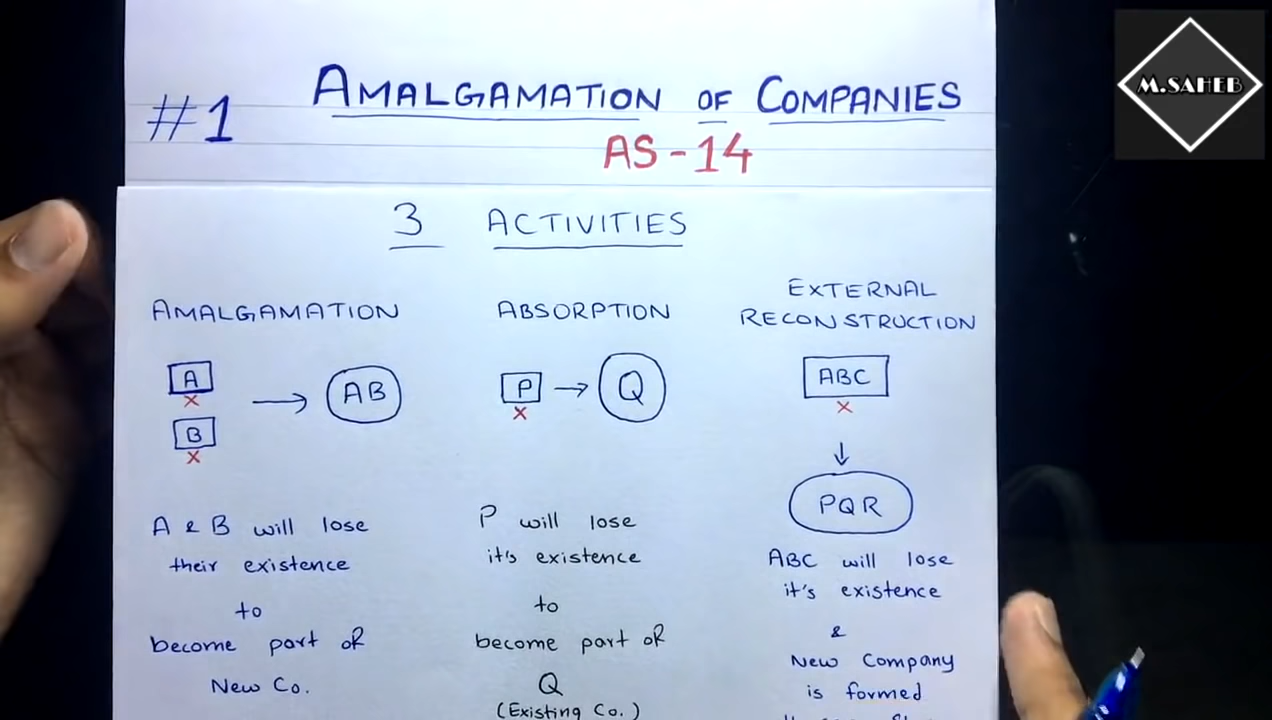 #1
AMALGAMATION OF COMPANIES
AS-14
3 ACTIVITIES
AMALGAMATION
A
B
AB
A & B will lose
their existence
to
become part of
New Co.
ABSORPTION
P
Q
P will lose
it's existence
to
become part of
Q
(Existing Co.)
EXTERNAL
RECONSTRUCTION
ABC
PQR
ABC will lose
it's existence
&
New Company
is formed
M.SAHEB